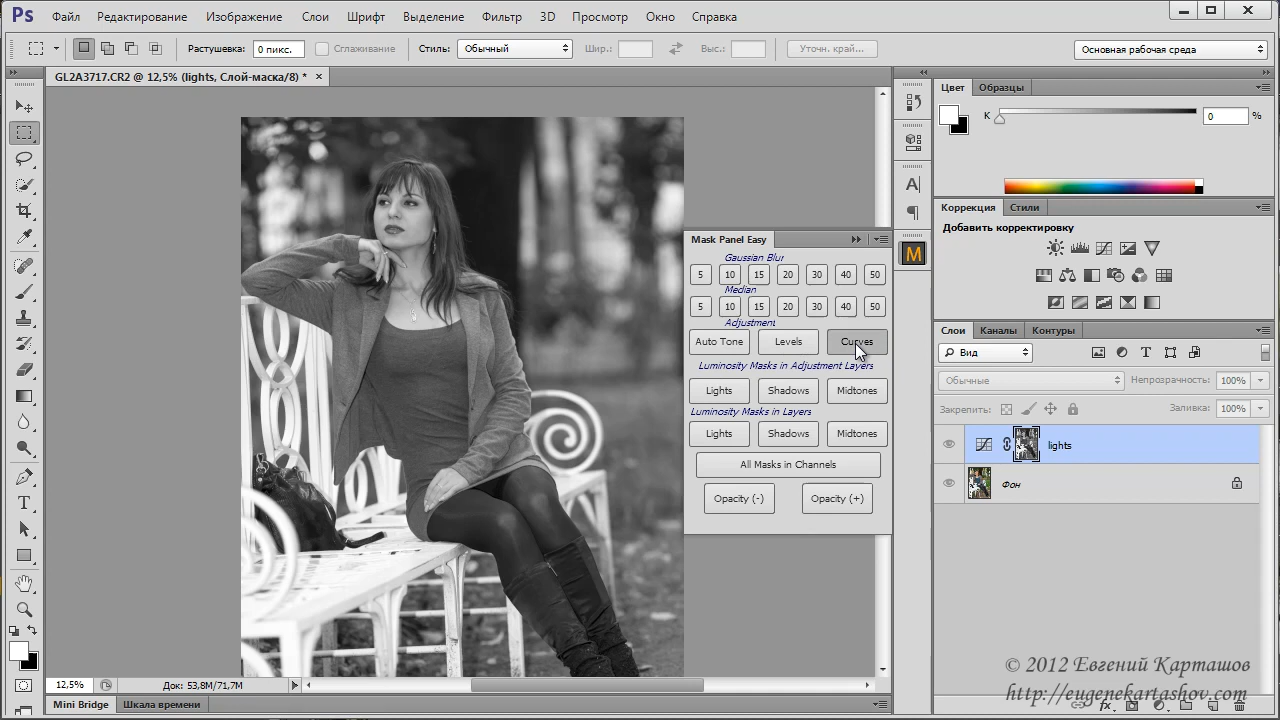 Ps Файл Редактирование Изображение Слои Шрифт Выделение Фильтр 3D Просмотр Окно Справка
Растушевка: 0 пикс. Сглаживание Стиль: Обычный Шир.: Выс.: Уточн. край... Основная рабочая среда
GL2A3717.CR2 @ 12,5% (lights, Слой-маска/8) * ×
Цвет Образцы
K 0 %
Коррекция Стили
Добавить корректировку
Mask Panel Easy
Gaussian Blur
5 10 15 20 30 40 50
Median
5 10 15 20 30 40 50
Adjustment
Auto Tone Levels Curves
Luminosity Masks in Adjustment Layers
Lights Shadows Midtones
Luminosity Masks in Layers
Lights Shadows Midtones
All Masks in Channels
Opacity (-) Opacity (+)
A
M
Слои Каналы Контуры
Вид
Обычные Непрозрачность: 100%
Закрепить: Заливка: 100%
lights
Фон
fx
© 2012 Евгений Карташов
http://eugenekartashov.com
12,5% Док: 53,8M/71,7M
Mini Bridge Шкала времени